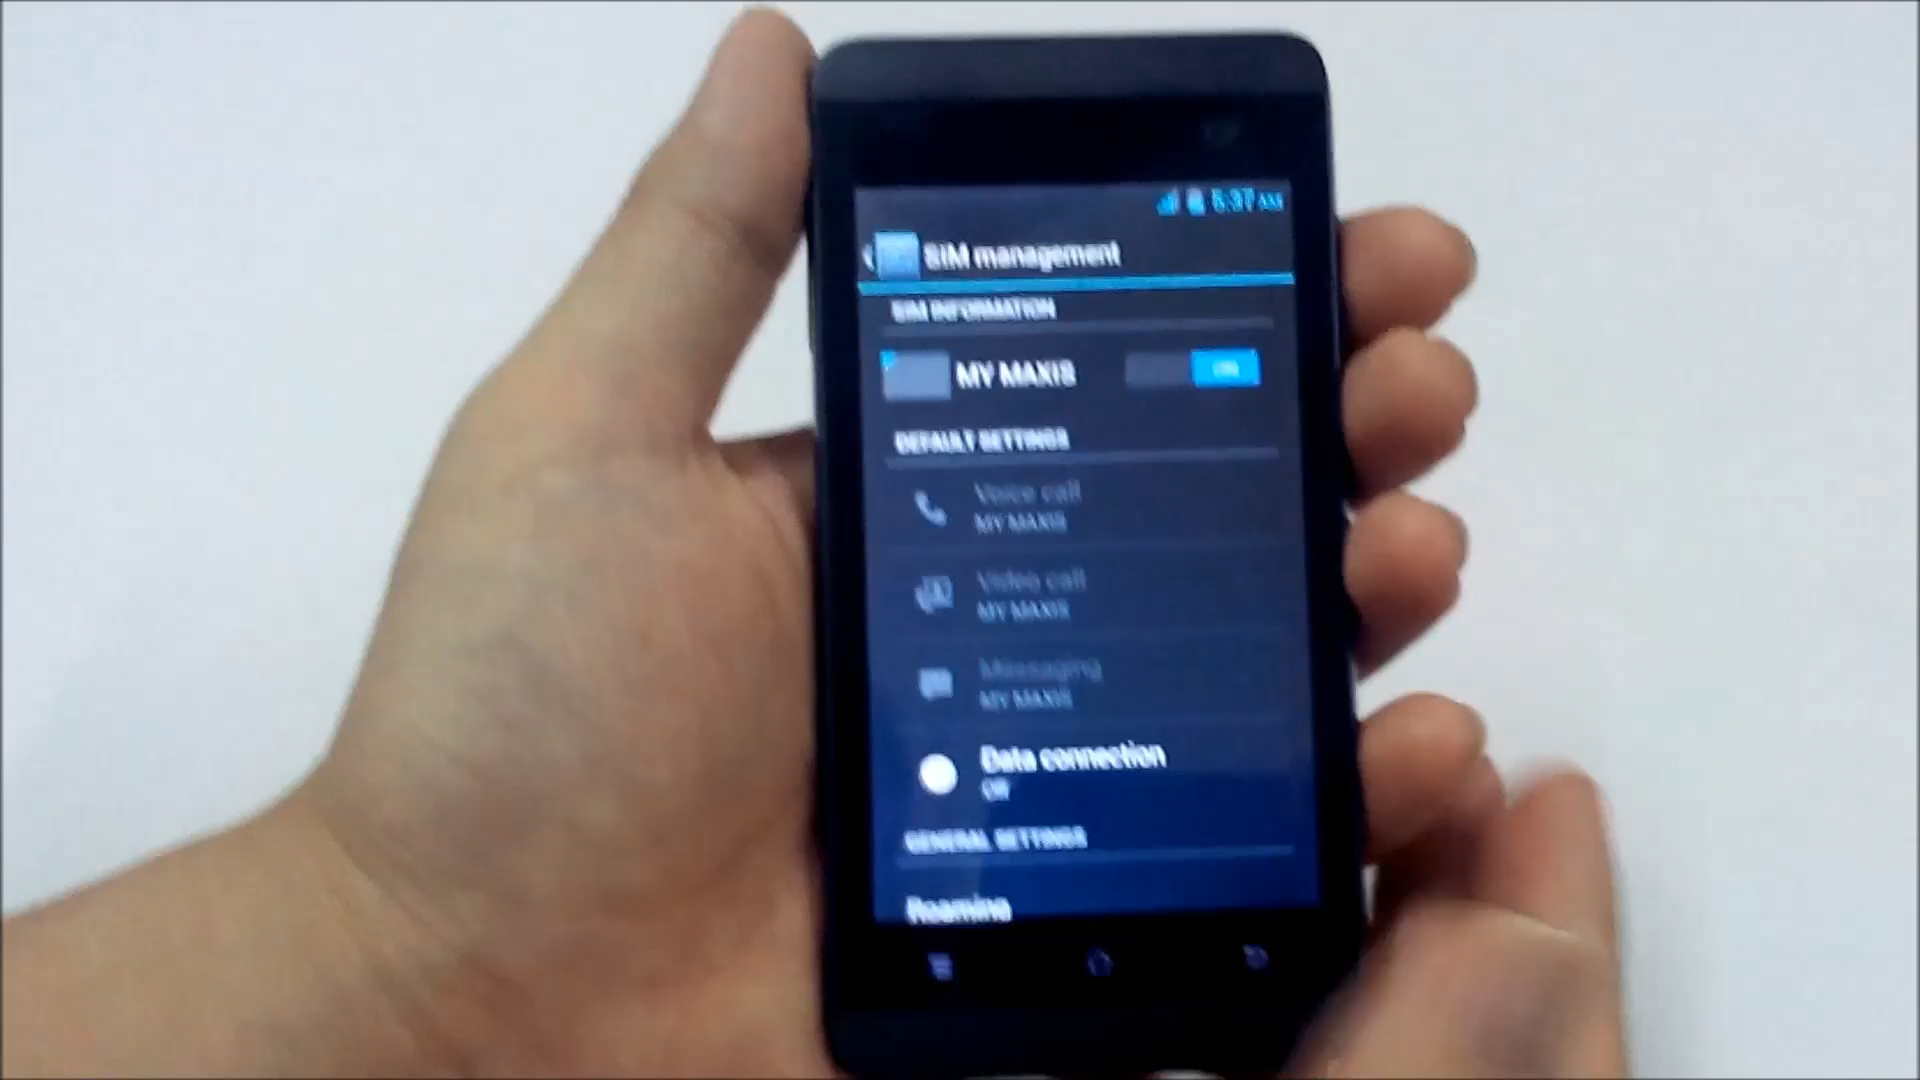 5:37 AM
SIM management
SIM INFORMATION
MY MAXIS ON
DEFAULT SETTINGS
Voice call
MY MAXIS
Video call
MY MAXIS
Messaging
MY MAXIS
Data connection
Off
GENERAL SETTINGS
Roaming